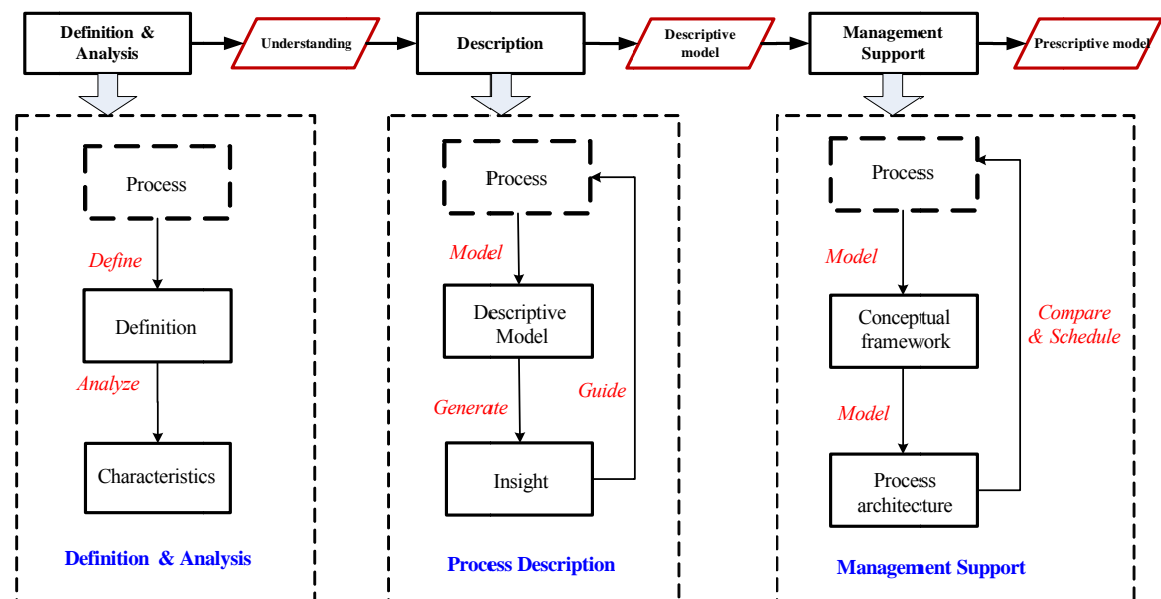 Definition &
Analysis
Understanding
Description
Descriptive
model
Management
Support
Prescriptive model
Process
Define
Definition
Analyze
Characteristics
Definition & Analysis
Process
Model
Descriptive
Model
Generate
Guide
Insight
Process Description
Process
Model
Conceptual
framework
Compare
& Schedule
Model
Process
architecture
Management Support